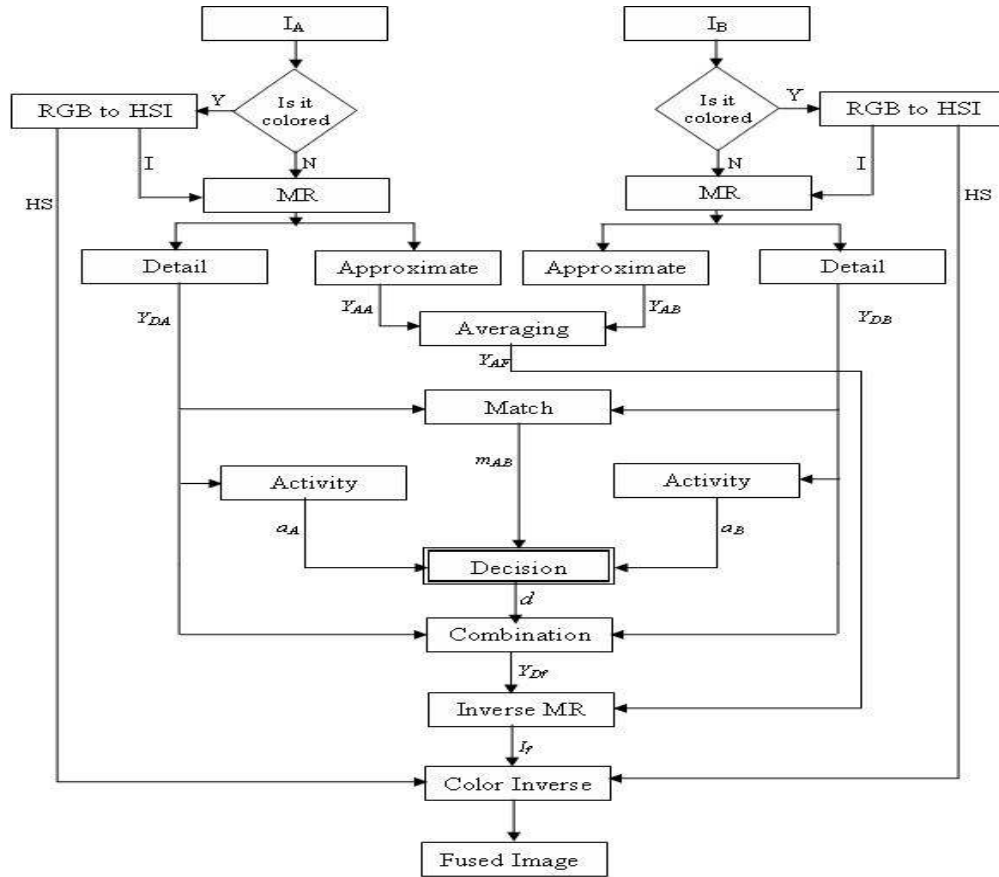 I_A
I_B
Is it
colored
Y
RGB to HSI
Is it
colored
Y
RGB to HSI
N
I
HS
MR
N
I
HS
MR
Detail
Approximate
Approximate
Detail
Y_DA
Y_AA
Y_AB
Y_DB
Averaging
Y_AF
Match
m_AB
Activity
Activity
a_A
a_B
Decision
d
Combination
Y_Df
Inverse MR
I_f
Color Inverse
Fused Image